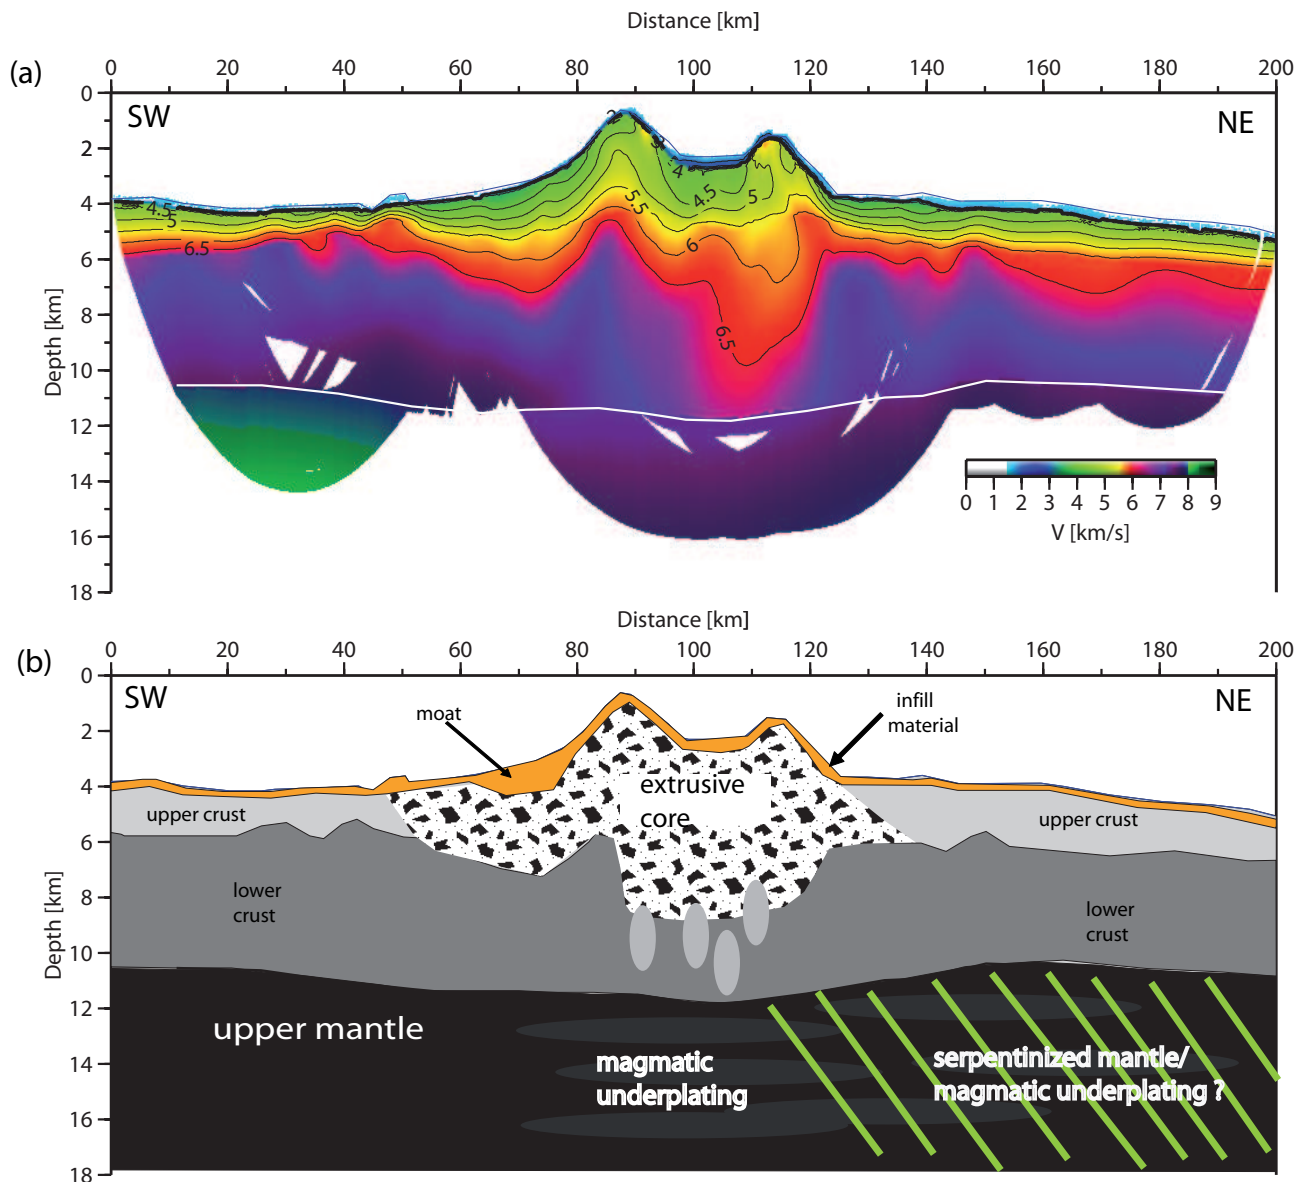 Distance [km]
(a)
0 20 40 60 80 100 120 140 160 180 200
SW
NE
0
2
4
6
8
10
12
14
16
18
Depth [km]
2
3
4
4.5
5
5.5
6
6.5
4.5
5
6.5
0 1 2 3 4 5 6 7 8 9
V [km/s]
Distance [km]
(b)
0 20 40 60 80 100 120 140 160 180 200
SW
NE
0
2
4
6
8
10
12
14
16
18
Depth [km]
moat
infill
material
extrusive
core
upper crust
upper crust
lower
crust
lower
crust
upper mantle
magmatic
underplating
serpentinized mantle/
magmatic underplating ?